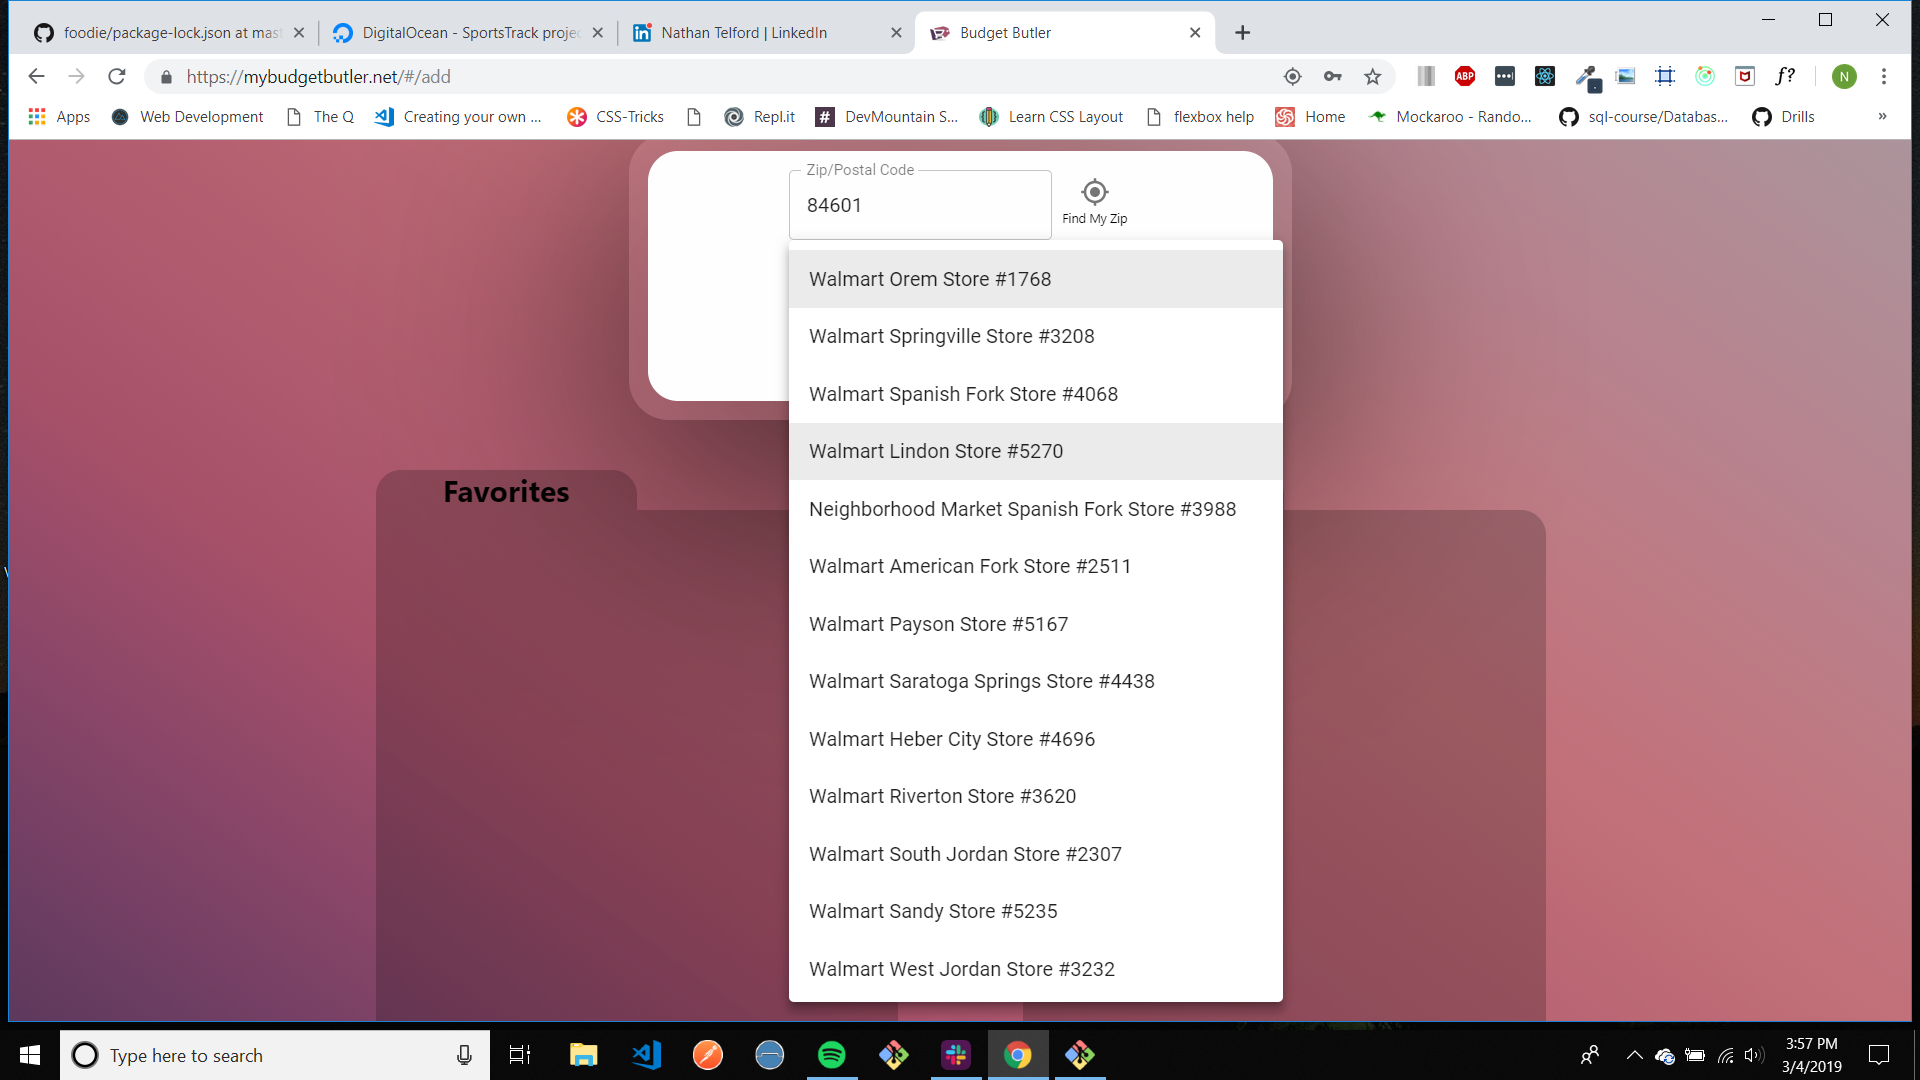 foodie/package-lock.json at mast
DigitalOcean - SportsTrack projec
Nathan Telford | LinkedIn
Budget Butler
https://mybudgetbutler.net/#/add
ABP
f?
N
Apps
Web Development
The Q
Creating your own ...
CSS-Tricks
Repl.it
DevMountain S...
Learn CSS Layout
flexbox help
Home
Mockaroo - Rando...
sql-course/Databas...
Drills
»
Zip/Postal Code
84601
Find My Zip
Walmart Orem Store #1768
Walmart Springville Store #3208
Walmart Spanish Fork Store #4068
Walmart Lindon Store #5270
Favorites
Neighborhood Market Spanish Fork Store #3988
Walmart American Fork Store #2511
Walmart Payson Store #5167
Walmart Saratoga Springs Store #4438
Walmart Heber City Store #4696
Walmart Riverton Store #3620
Walmart South Jordan Store #2307
Walmart Sandy Store #5235
Walmart West Jordan Store #3232
Type here to search
3:57 PM
3/4/2019